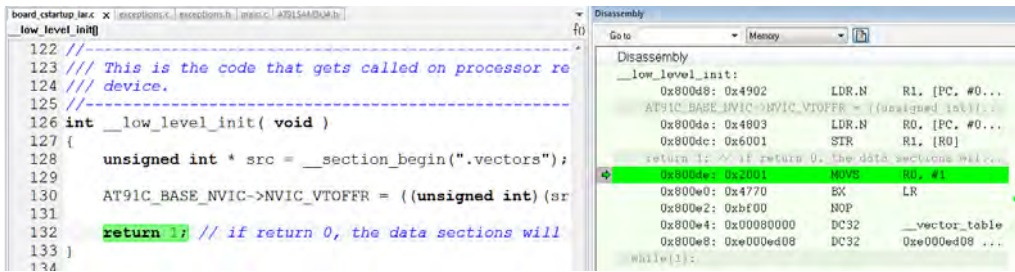 board_cstartup_iar.c x exceptions.c exceptions.h main.c AT91SAM3U4.h
__low_level_init()
f()
122 //----------------------------------------------------
123 /// This is the code that gets called on processor re
124 /// device.
125 //----------------------------------------------------
126 int __low_level_init( void )
127 {
128 unsigned int * src = __section_begin(".vectors");
129
130 AT91C_BASE_NVIC->NVIC_VTOFFR = ((unsigned int)(sr
131
132 return 1; // if return 0, the data sections will
133 }
134
Disassembly
Go to Memory
Disassembly
__low_level_init:
0x800d8: 0x4902 LDR.N R1, [PC, #0...
AT91C_BASE_NVIC->NVIC_VTOFFR = ((unsigned int)(...
0x800da: 0x4803 LDR.N R0, [PC, #0...
0x800dc: 0x6001 STR R1, [R0]
return 1; // if return 0, the data sections will...
0x800de: 0x2001 MOVS R0, #1
0x800e0: 0x4770 BX LR
0x800e2: 0xbf00 NOP
0x800e4: 0x00080000 DC32 __vector_table
0x800e8: 0xe000ed08 DC32 0xe000ed08 ...
while(1);